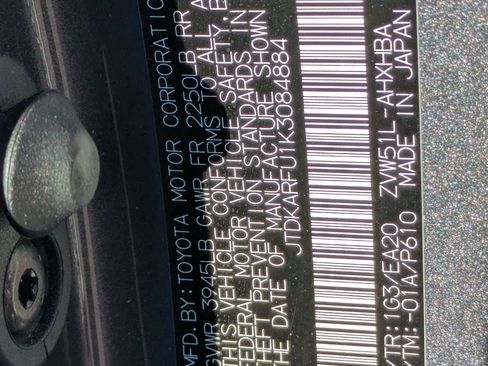 MFD. BY: TOYOTA MOTOR CORPORATION
GVWR 3945LB GAWR FR 2250LB RR
THIS VEHICLE CONFORMS TO ALL A
FEDERAL MOTOR VEHICLE SAFETY, B
THEFT PREVENTION STANDARDS IN
THE DATE OF MANUFACTURE SHOWN
JTDKARFU1K3084884
/TR: 1G3/EA20 ZVW51L-AHXHBA
/TM: -01A/P610 MADE IN JAPAN